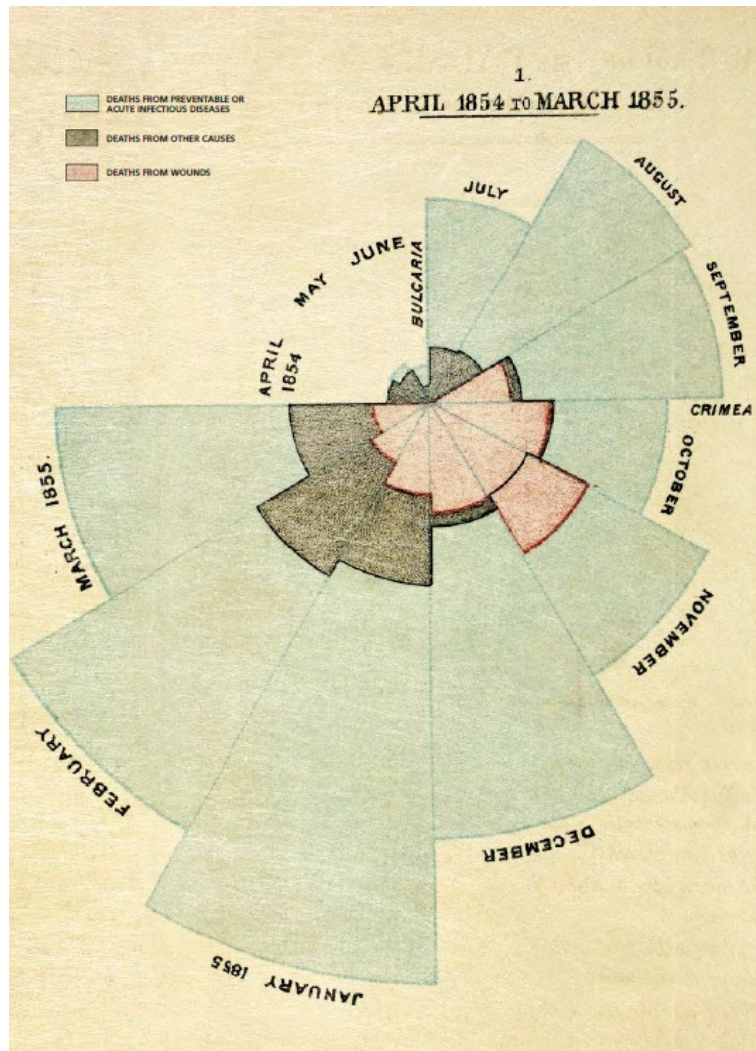 1.
APRIL 1854 TO MARCH 1855.
DEATHS FROM PREVENTABLE OR
ACUTE INFECTIOUS DISEASES
DEATHS FROM OTHER CAUSES
DEATHS FROM WOUNDS
APRIL
1854
MAY
JUNE
BULGARIA
JULY
AUGUST
SEPTEMBER
CRIMEA
OCTOBER
NOVEMBER
DECEMBER
JANUARY 1855
FEBRUARY
MARCH 1855.